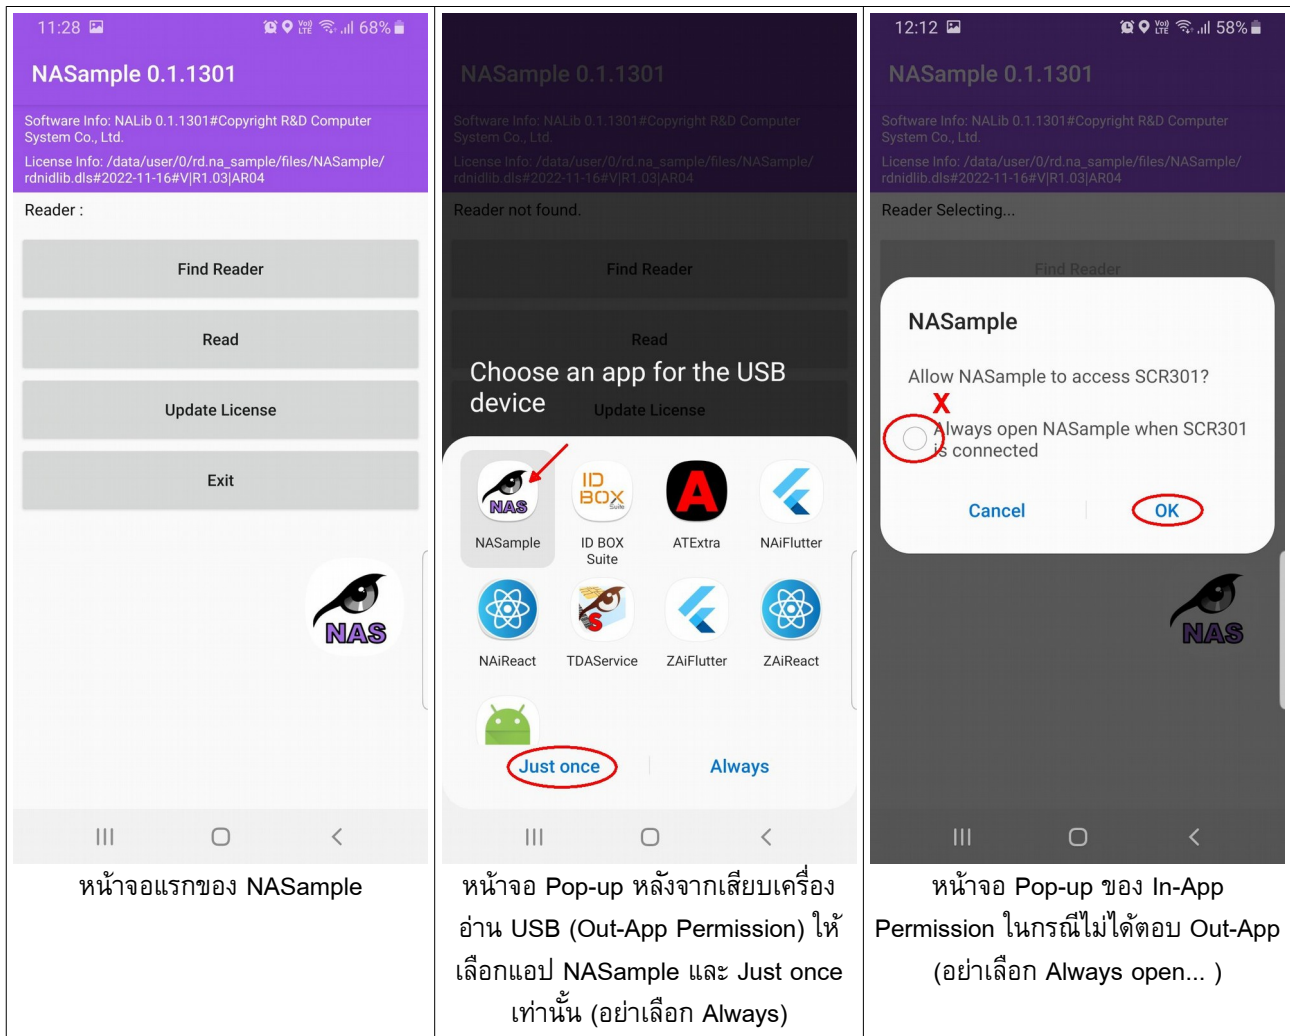 11:28
Vo)) LTE
68%
NASample 0.1.1301
Software Info: NALib 0.1.1301#Copyright R&D Computer
System Co., Ltd.
License Info: /data/user/0/rd.na_sample/files/NASample/
rdnidlib.dls#2022-11-16#V|R1.03|AR04
Reader :
Find Reader
Read
Update License
Exit
NAS
หน้าจอแรกของ NASample
NASample 0.1.1301
Software Info: NALib 0.1.1301#Copyright R&D Computer
System Co., Ltd.
License Info: /data/user/0/rd.na_sample/files/NASample/
rdnidlib.dls#2022-11-16#V|R1.03|AR04
Reader not found.
Find Reader
Read
Choose an app for the USB
device
Update License
NAS
ID
BOX
Suite
A
NASample
ID BOX
Suite
ATExtra
NAiFlutter
S
NAiReact
TDAService
ZAiFlutter
ZAiReact
Just once
Always
หน้าจอ Pop-up หลังจากเสียบเครื่อง
อ่าน USB (Out-App Permission) ให้
เลือกแอป NASample และ Just once
เท่านั้น (อย่าเลือก Always)
12:12
Vo)) LTE
58%
NASample 0.1.1301
Software Info: NALib 0.1.1301#Copyright R&D Computer
System Co., Ltd.
License Info: /data/user/0/rd.na_sample/files/NASample/
rdnidlib.dls#2022-11-16#V|R1.03|AR04
Reader Selecting...
Find Reader
NASample
Allow NASample to access SCR301?
X
Always open NASample when SCR301
is connected
Cancel
OK
NAS
หน้าจอ Pop-up ของ In-App
Permission ในกรณีไม่ได้ตอบ Out-App
(อย่าเลือก Always open... )